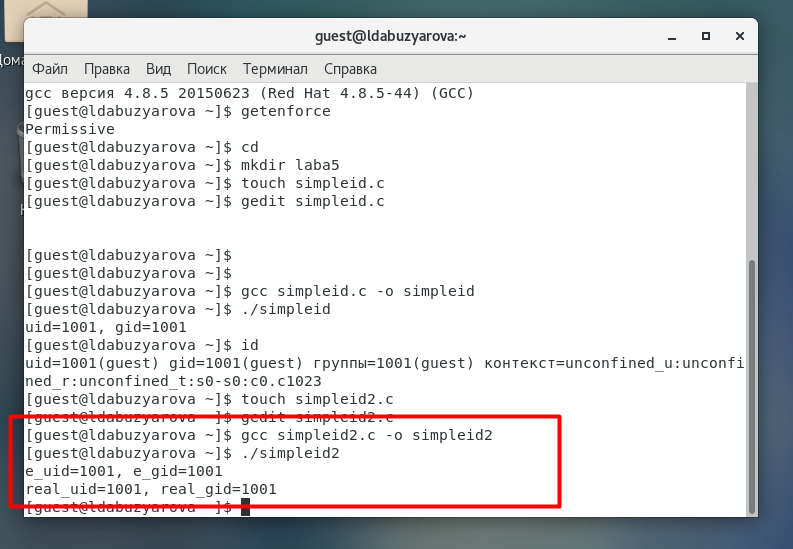 guest@ldabuzyarova:~
Файл Правка Вид Поиск Терминал Справка
gcc версия 4.8.5 20150623 (Red Hat 4.8.5-44) (GCC)
[guest@ldabuzyarova ~]$ getenforce
Permissive
[guest@ldabuzyarova ~]$ cd
[guest@ldabuzyarova ~]$ mkdir laba5
[guest@ldabuzyarova ~]$ touch simpleid.c
[guest@ldabuzyarova ~]$ gedit simpleid.c
[guest@ldabuzyarova ~]$
[guest@ldabuzyarova ~]$
[guest@ldabuzyarova ~]$ gcc simpleid.c -o simpleid
[guest@ldabuzyarova ~]$ ./simpleid
uid=1001, gid=1001
[guest@ldabuzyarova ~]$ id
uid=1001(guest) gid=1001(guest) группы=1001(guest) контекст=unconfined_u:unconfi
ned_r:unconfined_t:s0-s0:c0.c1023
[guest@ldabuzyarova ~]$ touch simpleid2.c
[guest@ldabuzyarova ~]$ gedit simpleid2.c
[guest@ldabuzyarova ~]$ gcc simpleid2.c -o simpleid2
[guest@ldabuzyarova ~]$ ./simpleid2
e_uid=1001, e_gid=1001
real_uid=1001, real_gid=1001
[guest@ldabuzyarova ~]$